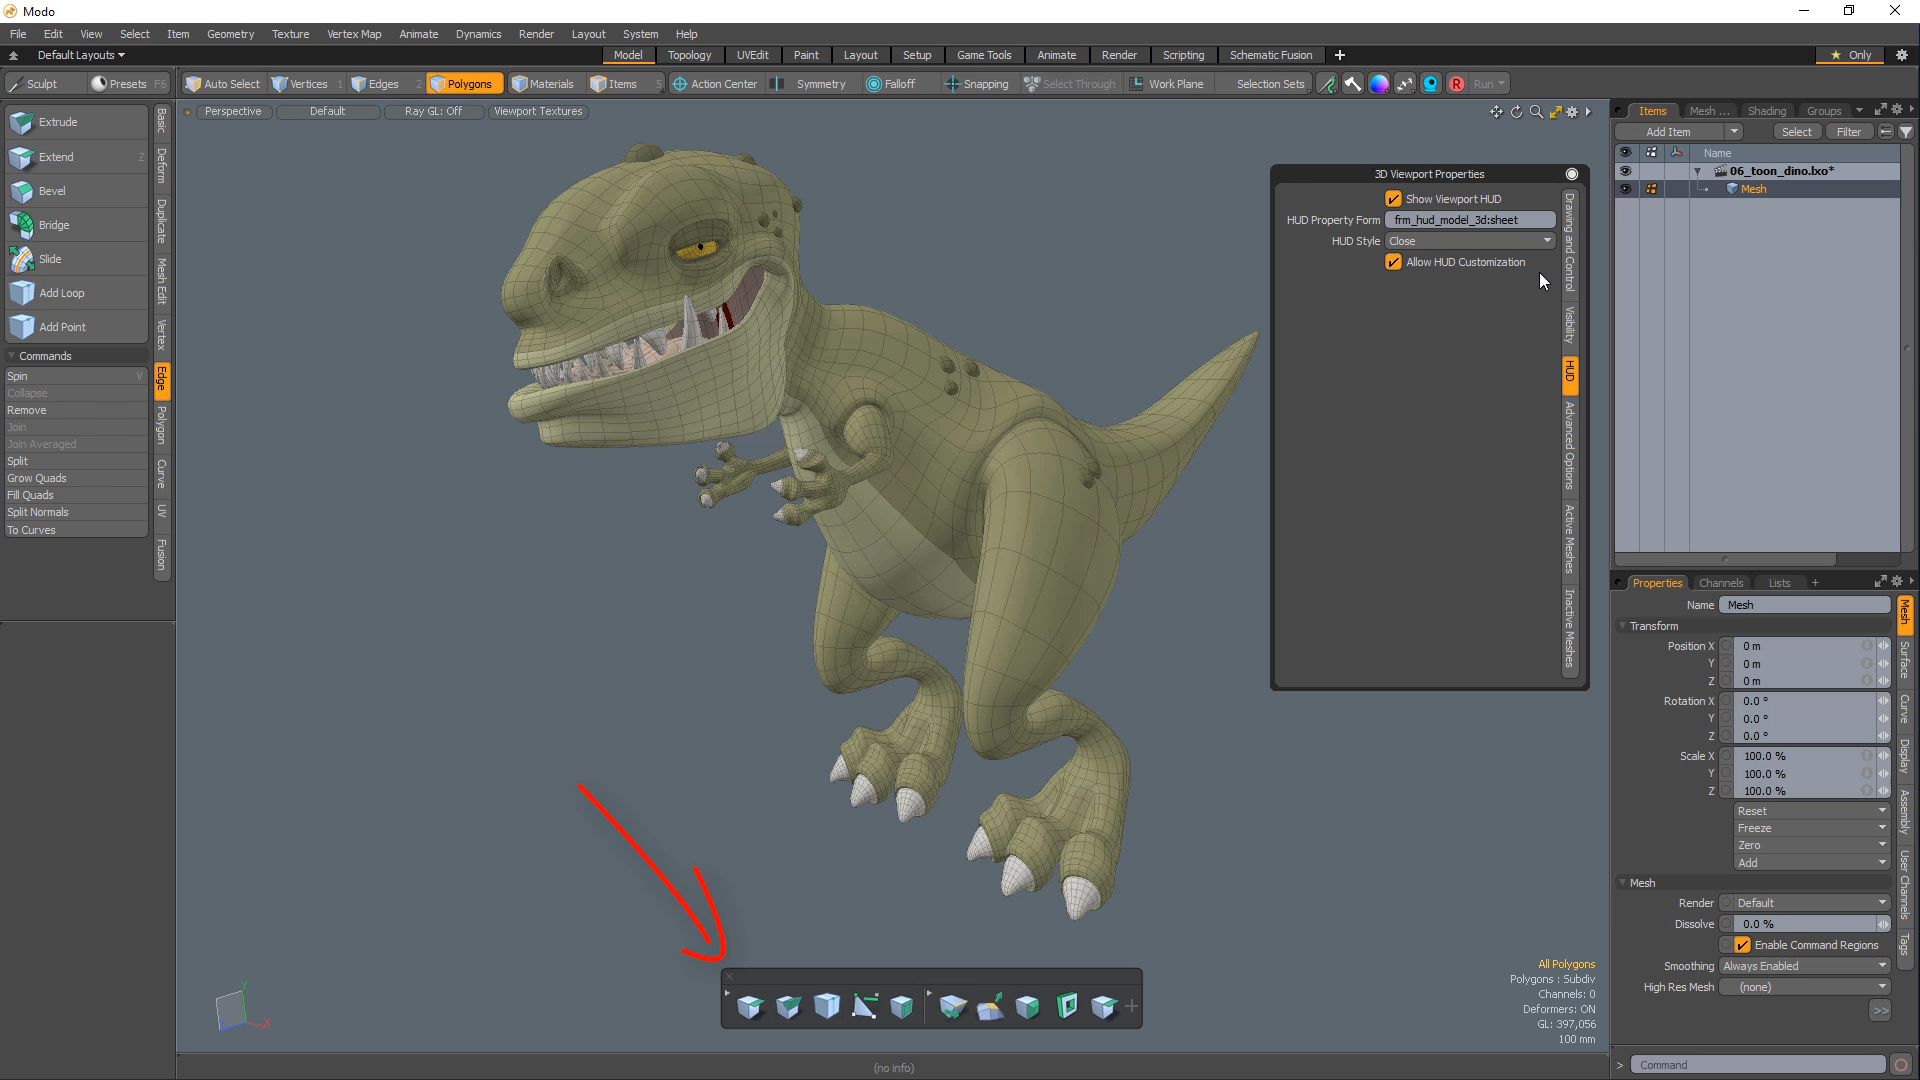 Modo
File Edit View Select Item Geometry Texture Vertex Map Animate Dynamics Render Layout System Help
Default Layouts
Model Topology UVEdit Paint Layout Setup Game Tools Animate Render Scripting Schematic Fusion
Only
Sculpt Presets F6 Auto Select Vertices 1 Edges 2 Polygons Materials Items 5 Action Center Symmetry Falloff Snapping Select Through Work Plane Selection Sets Run
Extrude
Extend Z
Bevel
Bridge
Slide
Add Loop
Add Point
Commands
Spin V
Collapse
Remove
Join
Join Averaged
Split
Grow Quads
Fill Quads
Split Normals
To Curves
Basic
Deform
Duplicate
Mesh Edit
Vertex
Edge
Polygon
Curve
UV
Fusion
Perspective Default Ray GL: Off Viewport Textures
3D Viewport Properties
Show Viewport HUD
HUD Property Form frm_hud_model_3d:sheet
HUD Style Close
Allow HUD Customization
Drawing and Control
Visibility
HUD
Advanced Options
Active Meshes
Inactive Meshes
Items Mesh ... Shading Groups
Add Item Select Filter
Name
06_toon_dino.lxo*
Mesh
Properties Channels Lists
Name Mesh
Transform
Position X 0 m
Y 0 m
Z 0 m
Rotation X 0.0 °
Y 0.0 °
Z 0.0 °
Scale X 100.0 %
Y 100.0 %
Z 100.0 %
Reset
Freeze
Zero
Add
Mesh
Render Default
Dissolve 0.0 %
Enable Command Regions
Smoothing Always Enabled
High Res Mesh (none)
>>
Mesh
Surface
Curve
Display
Assembly
User Channels
Tags
All Polygons
Polygons : Subdiv
Channels: 0
Deformers: ON
GL: 397,056
100 mm
Y
X
(no info)
> Command